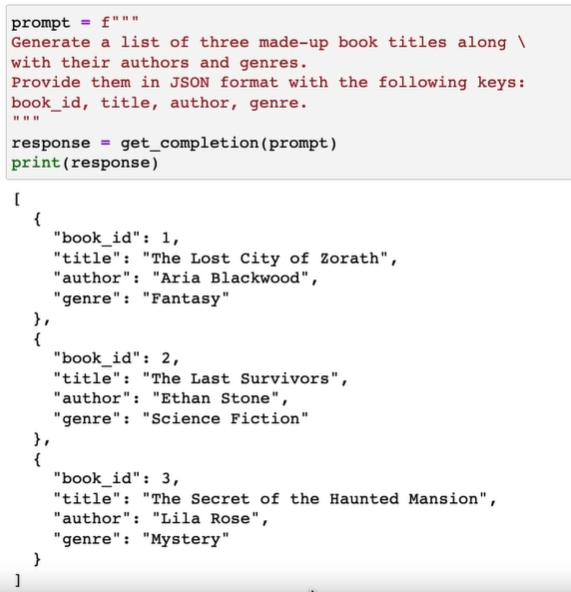 prompt = f"""
Generate a list of three made-up book titles along \
with their authors and genres.
Provide them in JSON format with the following keys:
book_id, title, author, genre.
"""
response = get_completion(prompt)
print(response)
[
  {
    "book_id": 1,
    "title": "The Lost City of Zorath",
    "author": "Aria Blackwood",
    "genre": "Fantasy"
  },
  {
    "book_id": 2,
    "title": "The Last Survivors",
    "author": "Ethan Stone",
    "genre": "Science Fiction"
  },
  {
    "book_id": 3,
    "title": "The Secret of the Haunted Mansion",
    "author": "Lila Rose",
    "genre": "Mystery"
  }
]